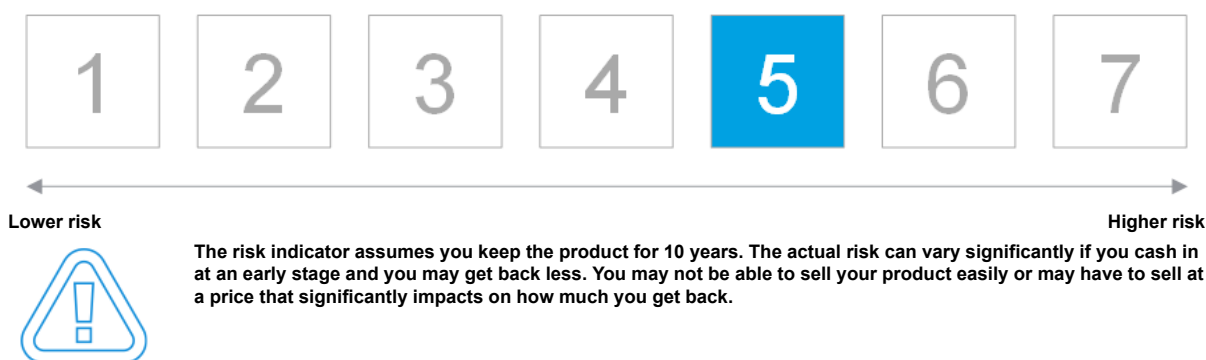 1 2 3 4 5 6 7
Lower risk Higher risk
The risk indicator assumes you keep the product for 10 years. The actual risk can vary significantly if you cash in
at an early stage and you may get back less. You may not be able to sell your product easily or may have to sell at
a price that significantly impacts on how much you get back.